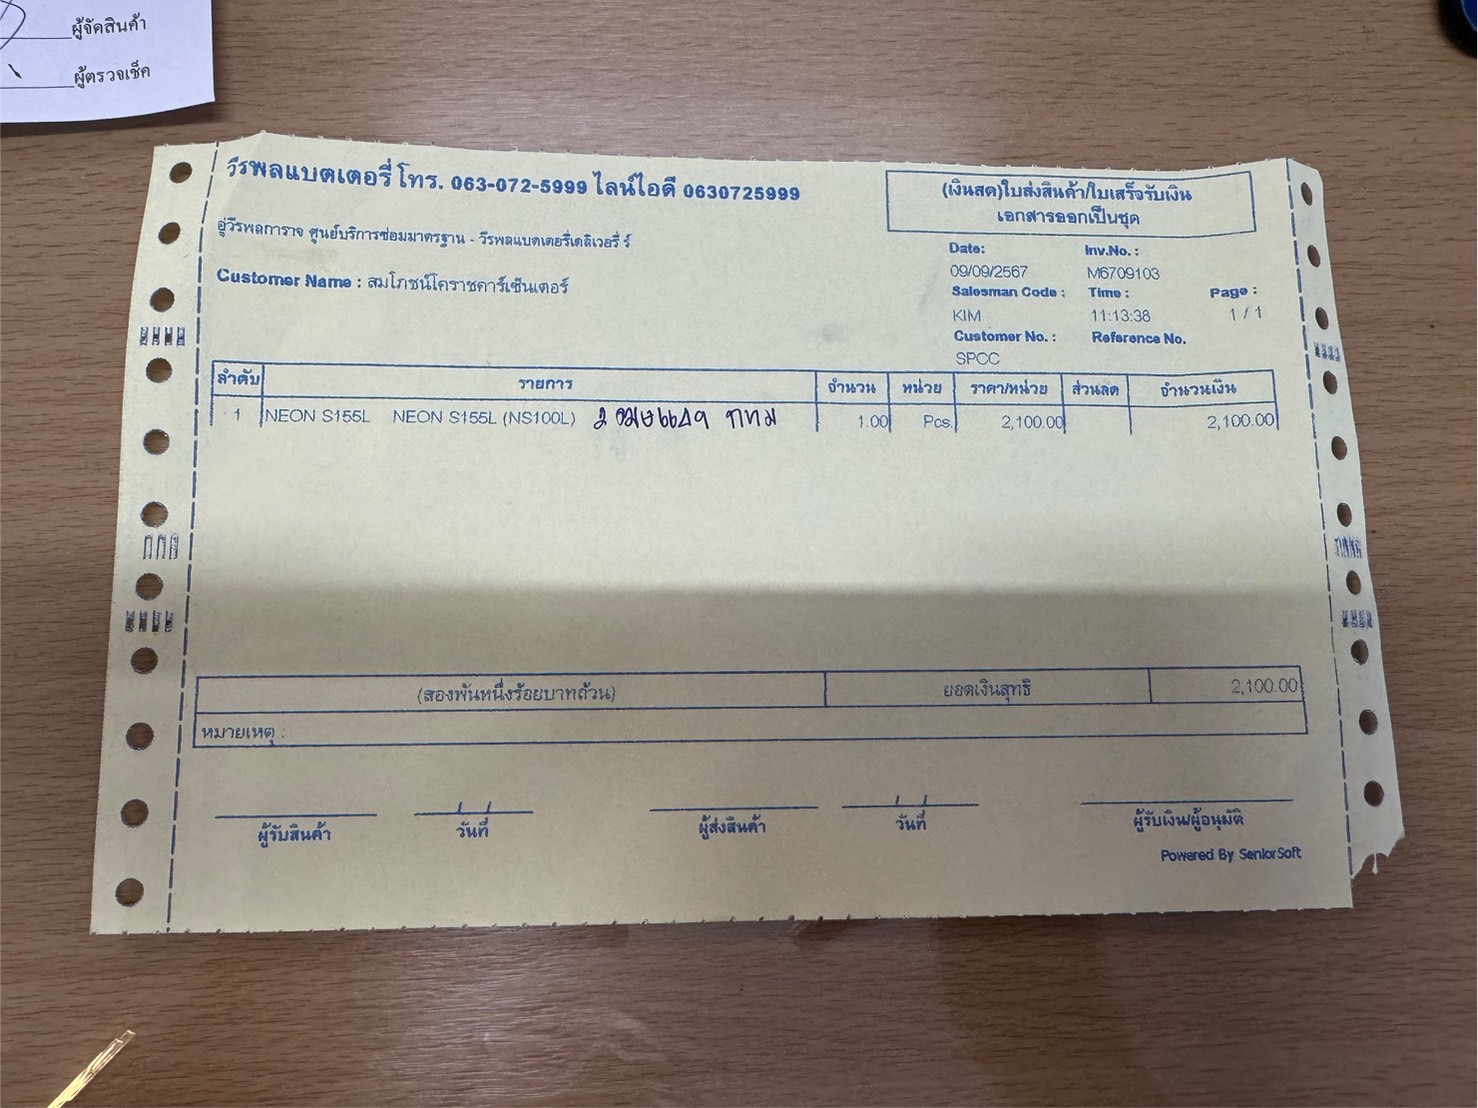 ผู้จัดสินค้า
ผู้ตรวจเช็ค
วีรพลแบตเตอรี่ โทร. 063-072-5999 ไลน์ไอดี 0630725999
(เงินสด)ใบส่งสินค้า/ใบเสร็จรับเงิน
เอกสารออกเป็นชุด
อู่วีรพลการาจ ศูนย์บริการซ่อมมาตรฐาน - วีรพลแบตเตอรี่เดลิเวอรี่ ร์
Date: Inv.No. :
09/09/2567 M6709103
Customer Name : สมโภชน์โคราชคาร์เซ็นเตอร์
Salesman Code : Time : Page :
KIM 11:13:38 1 / 1
Customer No. : Reference No.
SPCC
ลำดับ รายการ จำนวน หน่วย ราคา/หน่วย ส่วนลด จำนวนเงิน
1 NEON S155L NEON S155L (NS100L) กทม 1.00 Pcs. 2,100.00 2,100.00
(สองพันหนึ่งร้อยบาทถ้วน) ยอดเงินสุทธิ 2,100.00
หมายเหตุ :
ผู้รับสินค้า วันที่ ผู้ส่งสินค้า วันที่ ผู้รับเงิน/ผู้อนุมัติ
Powered By SeniorSoft